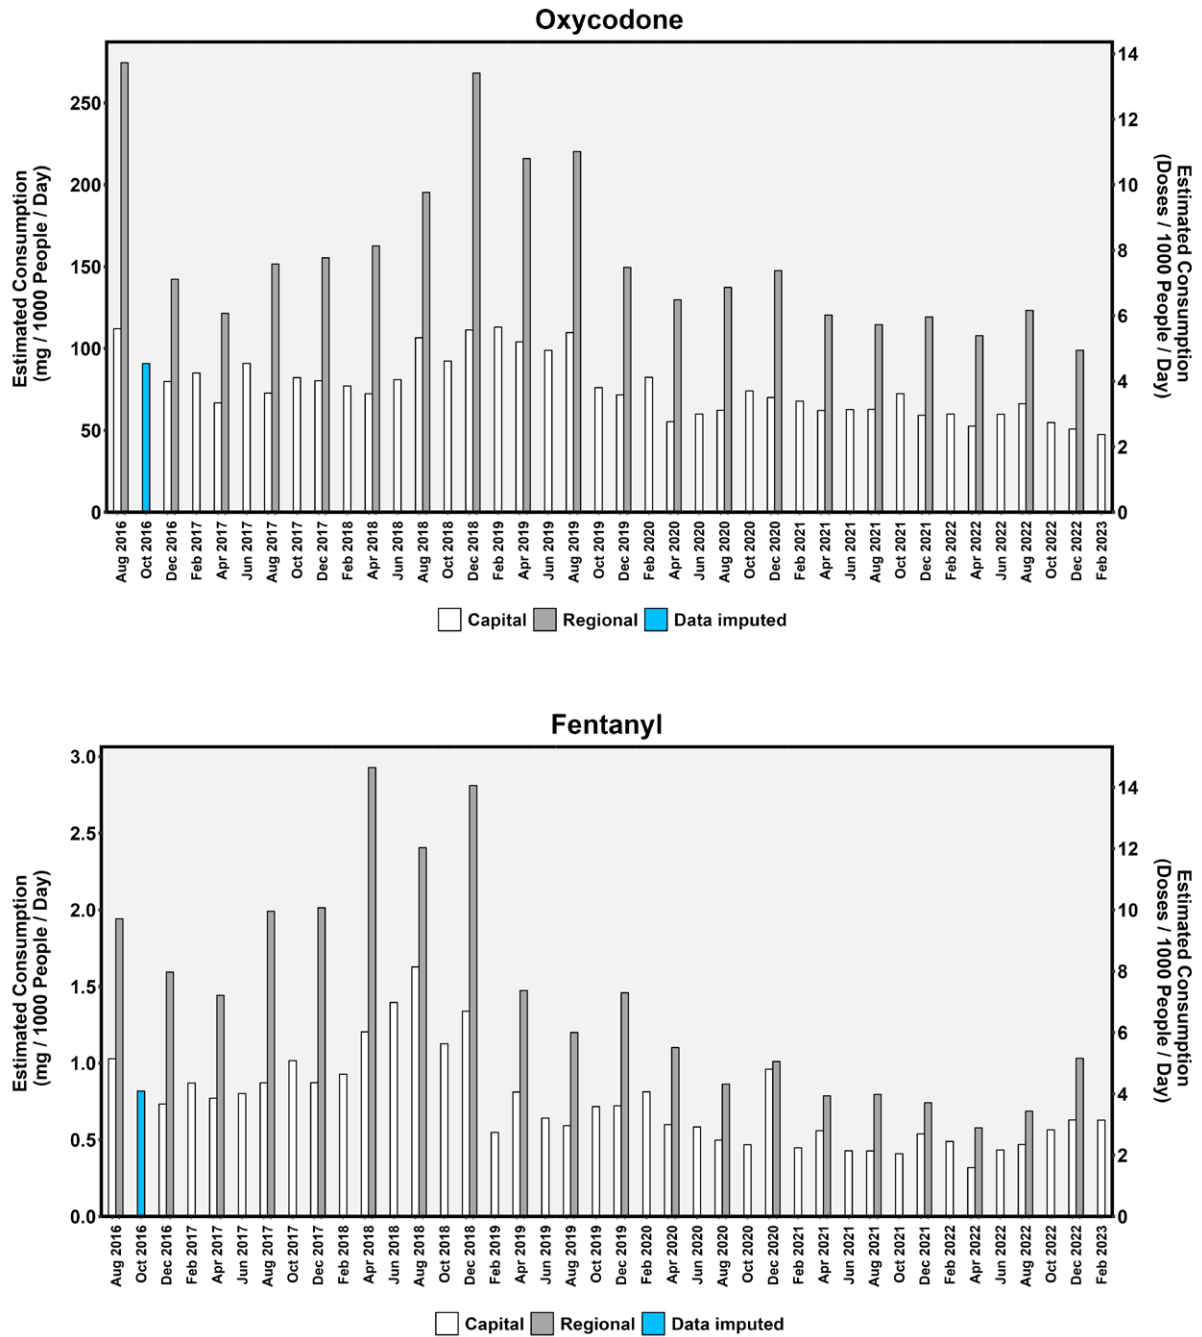 Oxycodone
Estimated Consumption
(mg / 1000 People / Day)
250
200
150
100
50
0
14
12
10
8
6
4
2
0
Estimated Consumption
(Doses / 1000 People / Day)
Aug 2016
Oct 2016
Dec 2016
Feb 2017
Apr 2017
Jun 2017
Aug 2017
Oct 2017
Dec 2017
Feb 2018
Apr 2018
Jun 2018
Aug 2018
Oct 2018
Dec 2018
Feb 2019
Apr 2019
Jun 2019
Aug 2019
Oct 2019
Dec 2019
Feb 2020
Apr 2020
Jun 2020
Aug 2020
Oct 2020
Dec 2020
Feb 2021
Apr 2021
Jun 2021
Aug 2021
Oct 2021
Dec 2021
Feb 2022
Apr 2022
Jun 2022
Aug 2022
Oct 2022
Dec 2022
Feb 2023
Capital Regional Data imputed
Fentanyl
Estimated Consumption
(mg / 1000 People / Day)
3.0
2.5
2.0
1.5
1.0
0.5
0.0
14
12
10
8
6
4
2
0
Estimated Consumption
(Doses / 1000 People / Day)
Aug 2016
Oct 2016
Dec 2016
Feb 2017
Apr 2017
Jun 2017
Aug 2017
Oct 2017
Dec 2017
Feb 2018
Apr 2018
Jun 2018
Aug 2018
Oct 2018
Dec 2018
Feb 2019
Apr 2019
Jun 2019
Aug 2019
Oct 2019
Dec 2019
Feb 2020
Apr 2020
Jun 2020
Aug 2020
Oct 2020
Dec 2020
Feb 2021
Apr 2021
Jun 2021
Aug 2021
Oct 2021
Dec 2021
Feb 2022
Apr 2022
Jun 2022
Aug 2022
Oct 2022
Dec 2022
Feb 2023
Capital Regional Data imputed